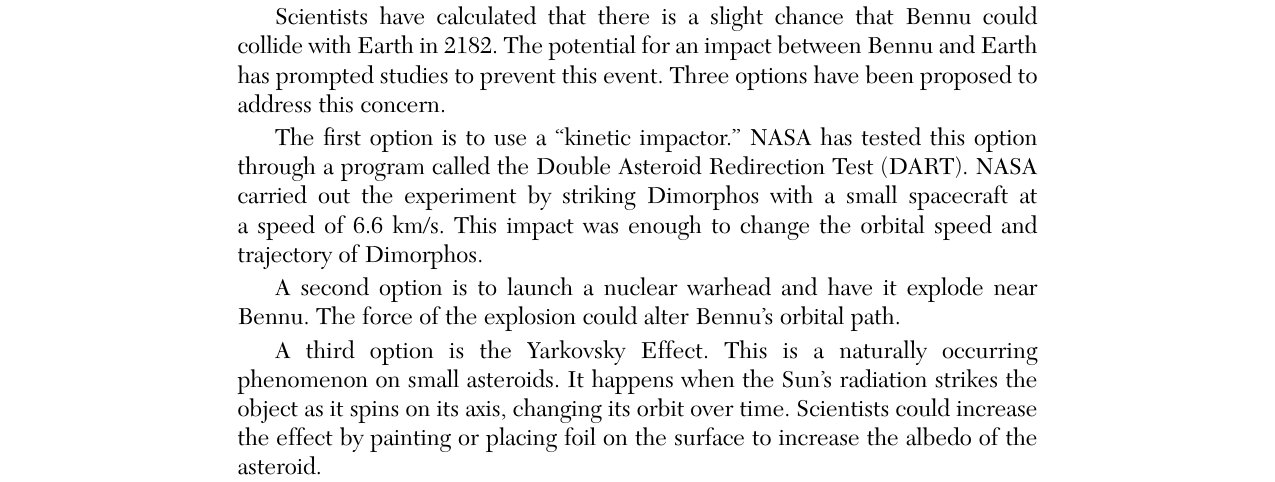 Scientists have calculated that there is a slight chance that Bennu could
collide with Earth in 2182. The potential for an impact between Bennu and Earth
has prompted studies to prevent this event. Three options have been proposed to
address this concern.
The first option is to use a “kinetic impactor.” NASA has tested this option
through a program called the Double Asteroid Redirection Test (DART). NASA
carried out the experiment by striking Dimorphos with a small spacecraft at
a speed of 6.6 km/s. This impact was enough to change the orbital speed and
trajectory of Dimorphos.
A second option is to launch a nuclear warhead and have it explode near
Bennu. The force of the explosion could alter Bennu’s orbital path.
A third option is the Yarkovsky Effect. This is a naturally occurring
phenomenon on small asteroids. It happens when the Sun’s radiation strikes the
object as it spins on its axis, changing its orbit over time. Scientists could increase
the effect by painting or placing foil on the surface to increase the albedo of the
asteroid.